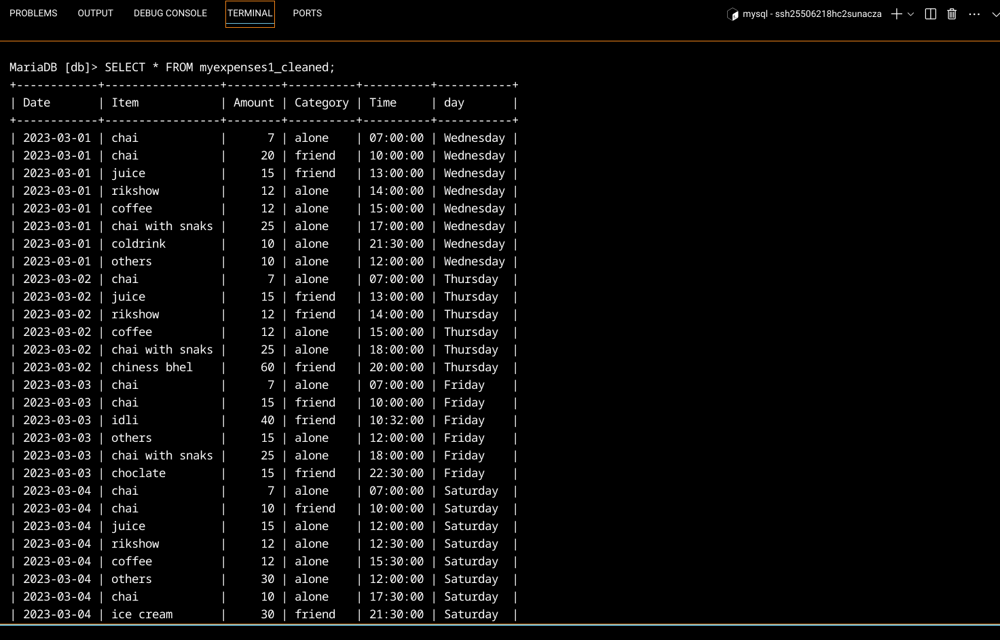 PROBLEMS OUTPUT DEBUG CONSOLE TERMINAL PORTS mysql - ssh25506218hc2sunacza
MariaDB [db]> SELECT * FROM myexpenses1_cleaned;
+------------+-----------------+--------+----------+----------+-----------+
| Date       | Item            | Amount | Category | Time     | day       |
+------------+-----------------+--------+----------+----------+-----------+
| 2023-03-01 | chai            |      7 | alone    | 07:00:00 | Wednesday |
| 2023-03-01 | chai            |     20 | friend   | 10:00:00 | Wednesday |
| 2023-03-01 | juice           |     15 | friend   | 13:00:00 | Wednesday |
| 2023-03-01 | rikshow         |     12 | alone    | 14:00:00 | Wednesday |
| 2023-03-01 | coffee          |     12 | alone    | 15:00:00 | Wednesday |
| 2023-03-01 | chai with snaks |     25 | alone    | 17:00:00 | Wednesday |
| 2023-03-01 | coldrink        |     10 | alone    | 21:30:00 | Wednesday |
| 2023-03-01 | others          |     10 | alone    | 12:00:00 | Wednesday |
| 2023-03-02 | chai            |      7 | alone    | 07:00:00 | Thursday  |
| 2023-03-02 | juice           |     15 | friend   | 13:00:00 | Thursday  |
| 2023-03-02 | rikshow         |     12 | friend   | 14:00:00 | Thursday  |
| 2023-03-02 | coffee          |     12 | alone    | 15:00:00 | Thursday  |
| 2023-03-02 | chai with snaks |     25 | alone    | 18:00:00 | Thursday  |
| 2023-03-02 | chiness bhel    |     60 | friend   | 20:00:00 | Thursday  |
| 2023-03-03 | chai            |      7 | alone    | 07:00:00 | Friday    |
| 2023-03-03 | chai            |     15 | friend   | 10:00:00 | Friday    |
| 2023-03-03 | idli            |     40 | friend   | 10:32:00 | Friday    |
| 2023-03-03 | others          |     15 | alone    | 12:00:00 | Friday    |
| 2023-03-03 | chai with snaks |     25 | alone    | 18:00:00 | Friday    |
| 2023-03-03 | choclate        |     15 | friend   | 22:30:00 | Friday    |
| 2023-03-04 | chai            |      7 | alone    | 07:00:00 | Saturday  |
| 2023-03-04 | chai            |     10 | friend   | 10:00:00 | Saturday  |
| 2023-03-04 | juice           |     15 | alone    | 12:00:00 | Saturday  |
| 2023-03-04 | rikshow         |     12 | alone    | 12:30:00 | Saturday  |
| 2023-03-04 | coffee          |     12 | alone    | 15:30:00 | Saturday  |
| 2023-03-04 | others          |     30 | alone    | 12:00:00 | Saturday  |
| 2023-03-04 | chai            |     10 | alone    | 17:30:00 | Saturday  |
| 2023-03-04 | ice cream       |     30 | friend   | 21:30:00 | Saturday  |